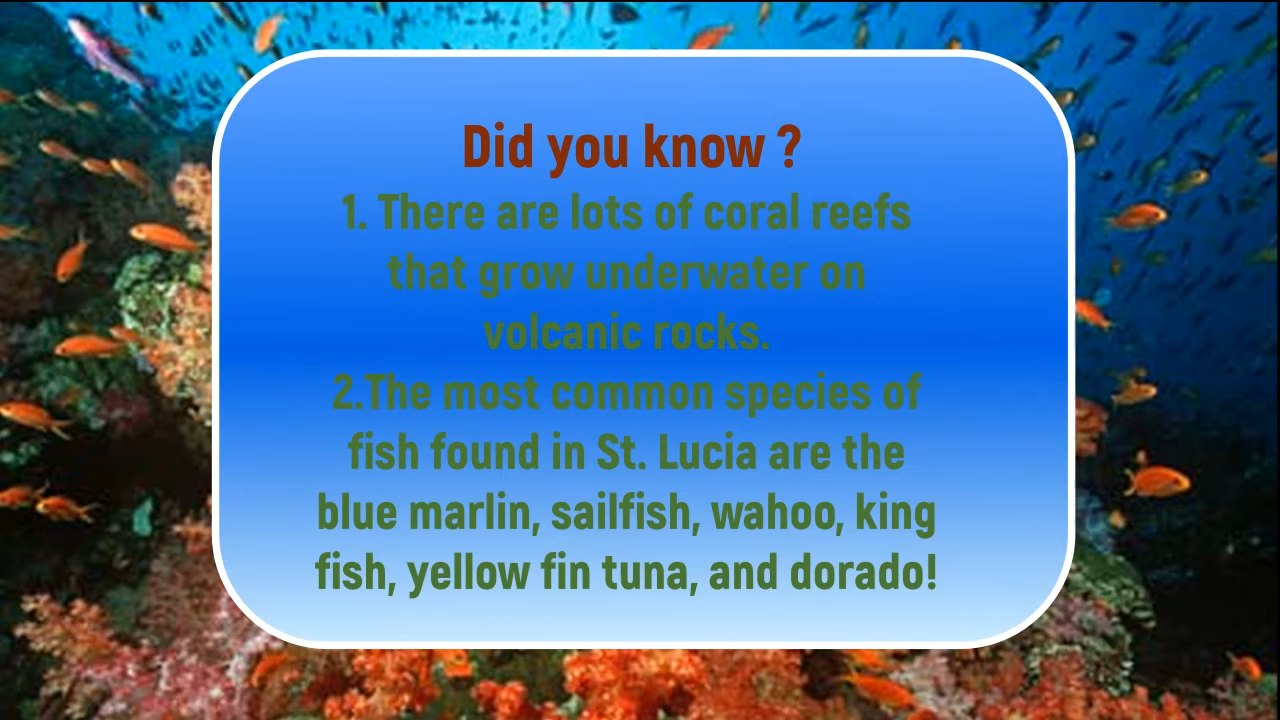 Did you know ?
1. There are lots of coral reefs
that grow underwater on
volcanic rocks.
2.The most common species of
fish found in St. Lucia are the
blue marlin, sailfish, wahoo, king
fish, yellow fin tuna, and dorado!